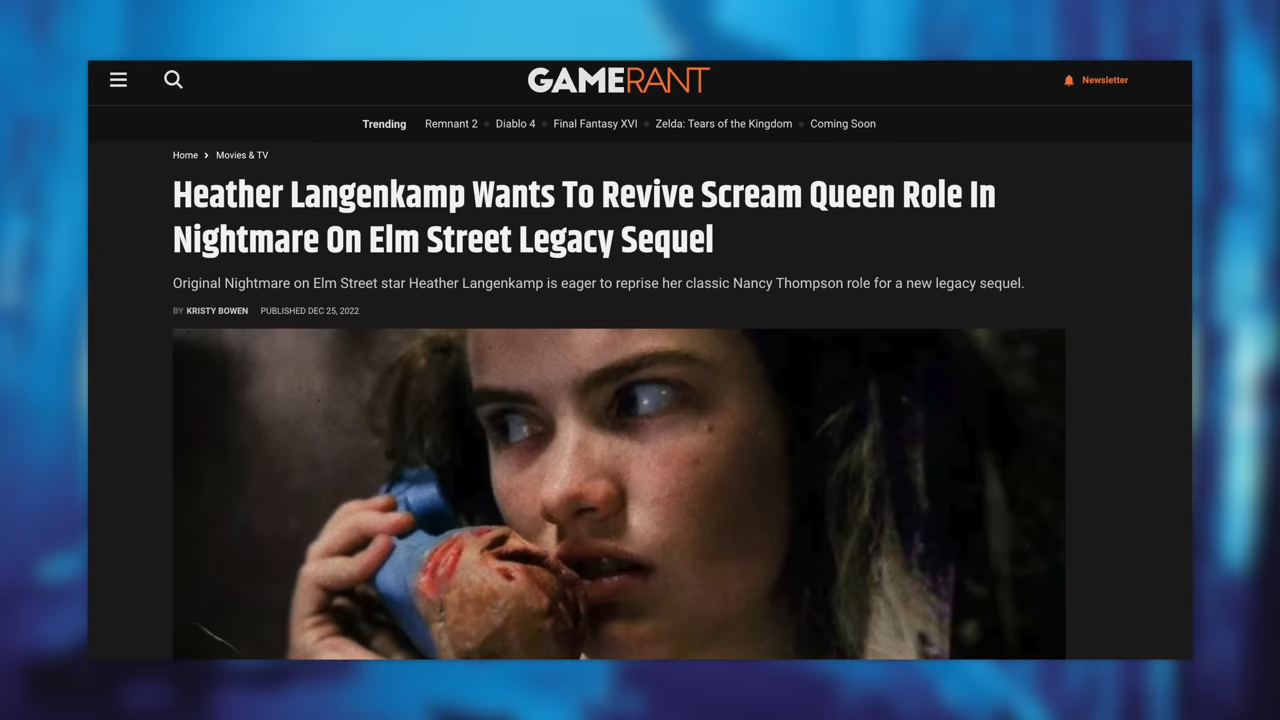 GAMERANT
Newsletter
Trending Remnant 2 Diablo 4 Final Fantasy XVI Zelda: Tears of the Kingdom Coming Soon
Home > Movies & TV
Heather Langenkamp Wants To Revive Scream Queen Role In
Nightmare On Elm Street Legacy Sequel
Original Nightmare on Elm Street star Heather Langenkamp is eager to reprise her classic Nancy Thompson role for a new legacy sequel.
BY KRISTY BOWEN PUBLISHED DEC 25, 2022